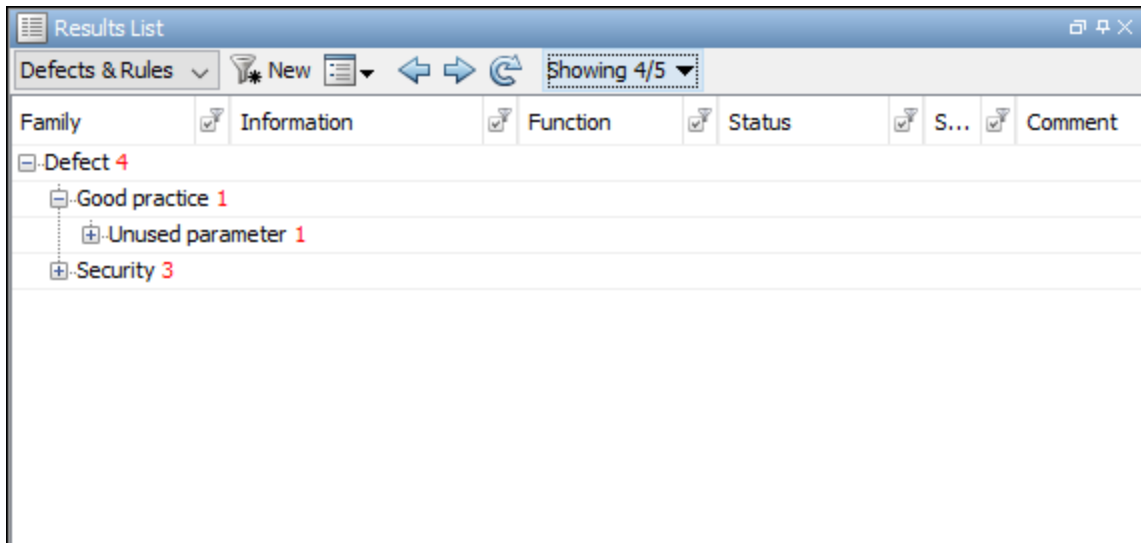 Results List
Defects & Rules New Showing 4/5
Family Information Function Status S... Comment
Defect 4
Good practice 1
Unused parameter 1
Security 3